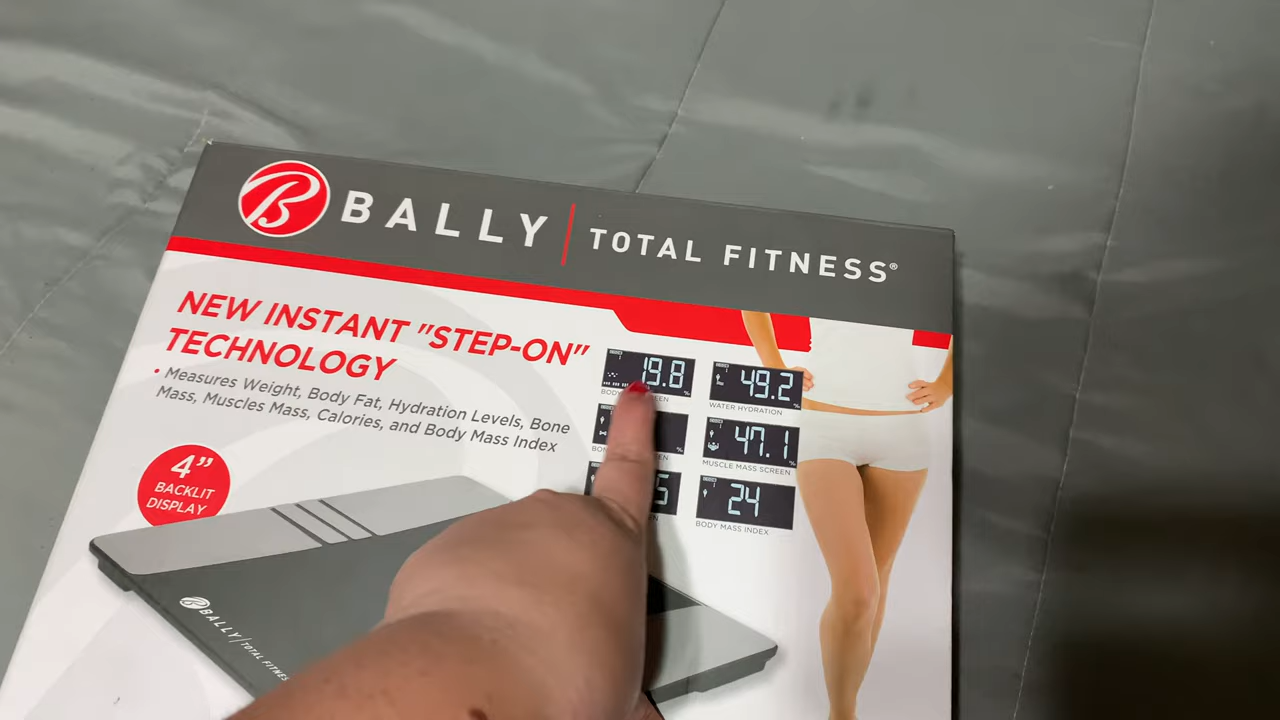 BALLY | TOTAL FITNESS®
NEW INSTANT "STEP-ON"
TECHNOLOGY
• Measures Weight, Body Fat, Hydration Levels, Bone
Mass, Muscles Mass, Calories, and Body Mass Index
19.8 %
49.2 %
WATER HYDRATION
47.1 %
MUSCLE MASS SCREEN
24
BODY MASS INDEX
4”
BACKLIT
DISPLAY
BALLY | TOTAL FITNESS